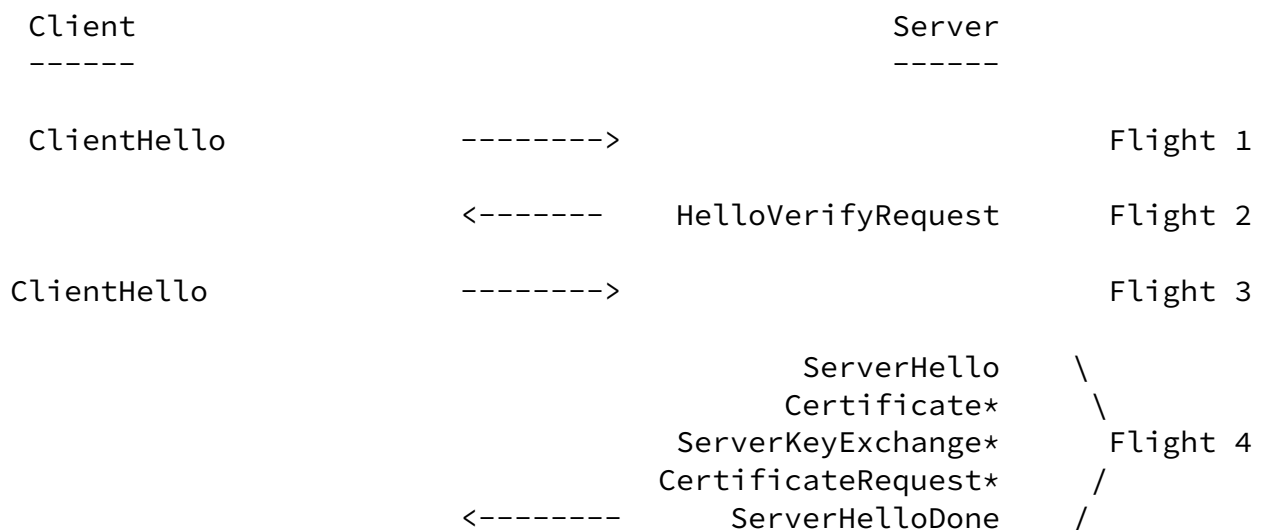 Client                                          Server
------                                          ------

ClientHello             -------->                           Flight 1

                        <-------    HelloVerifyRequest      Flight 2

ClientHello             -------->                           Flight 3

                                           ServerHello    \
                                          Certificate*     \
                                    ServerKeyExchange*      Flight 4
                                   CertificateRequest*     /
                        <--------      ServerHelloDone    /